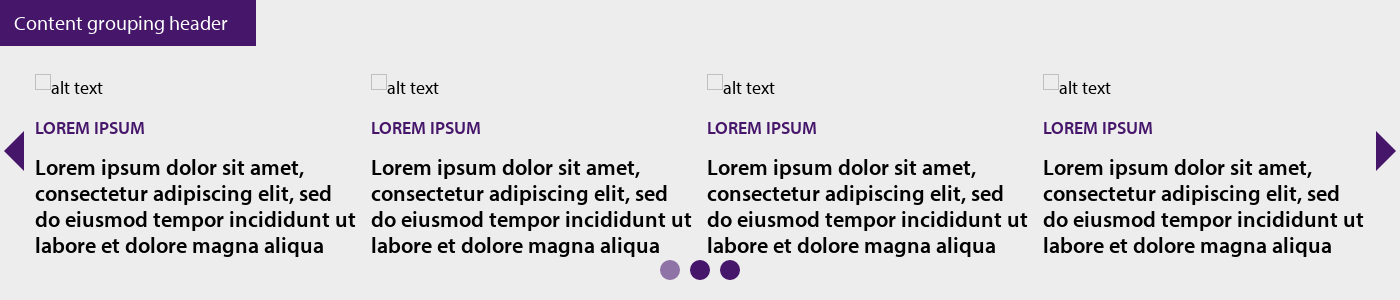 Content grouping header
alt text
LOREM IPSUM
Lorem ipsum dolor sit amet,
consectetur adipiscing elit, sed
do eiusmod tempor incididunt ut
labore et dolore magna aliqua
alt text
LOREM IPSUM
Lorem ipsum dolor sit amet,
consectetur adipiscing elit, sed
do eiusmod tempor incididunt ut
labore et dolore magna aliqua
alt text
LOREM IPSUM
Lorem ipsum dolor sit amet,
consectetur adipiscing elit, sed
do eiusmod tempor incididunt ut
labore et dolore magna aliqua
alt text
LOREM IPSUM
Lorem ipsum dolor sit amet,
consectetur adipiscing elit, sed
do eiusmod tempor incididunt ut
labore et dolore magna aliqua